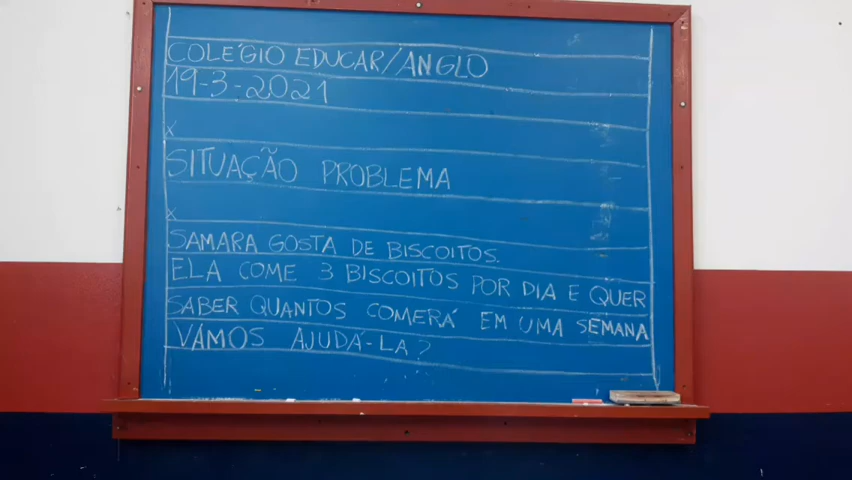 COLÉGIO EDUCAR/ANGLO
19-3-2021
X
SITUAÇÃO PROBLEMA
X
SAMARA GOSTA DE BISCOITOS.
ELA COME 3 BISCOITOS POR DIA E QUER
SABER QUANTOS COMERÁ EM UMA SEMANA
VÁMOS AJUDÁ-LA?